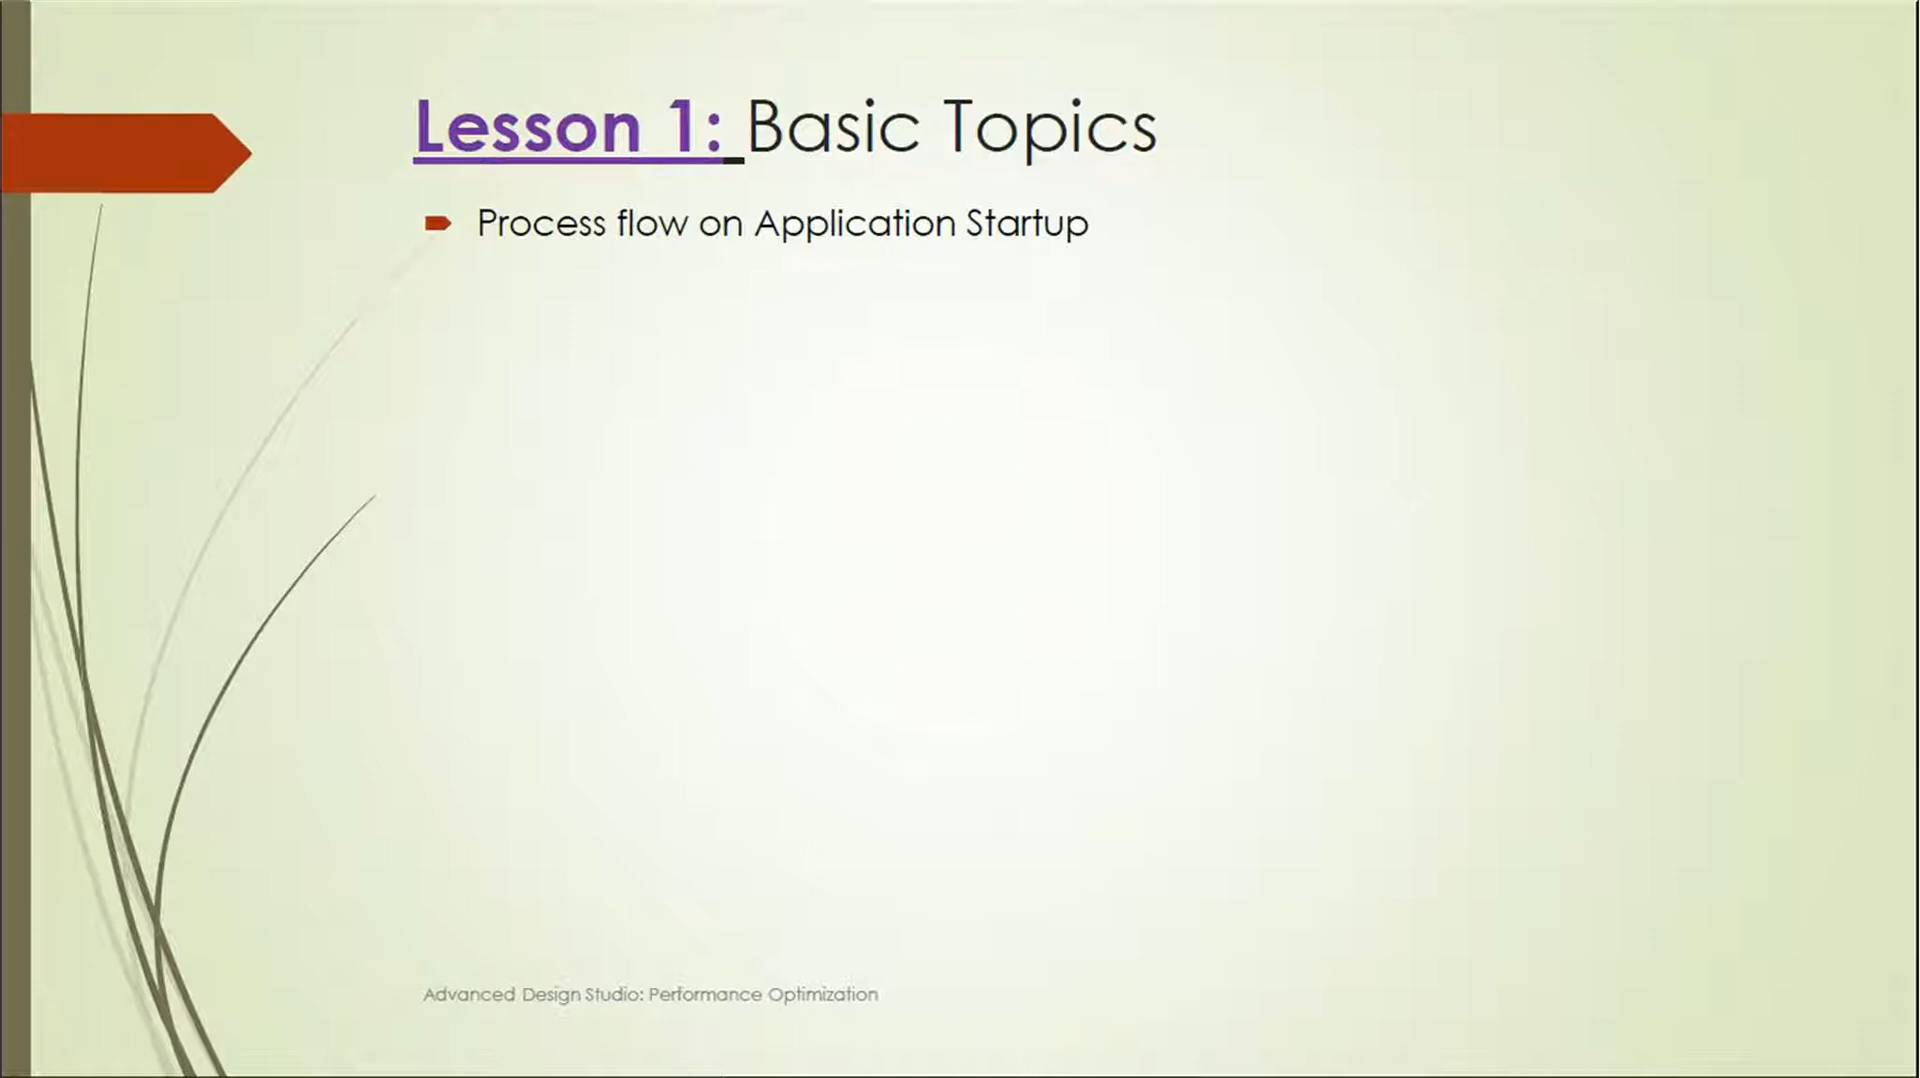 Lesson 1: Basic Topics
Process flow on Application Startup
Advanced Design Studio: Performance Optimization